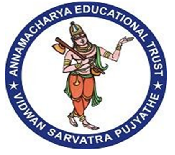 ANNAMACHARYA EDUCATIONAL TRUST
VIDWAN SARVATRA PUJYATHE